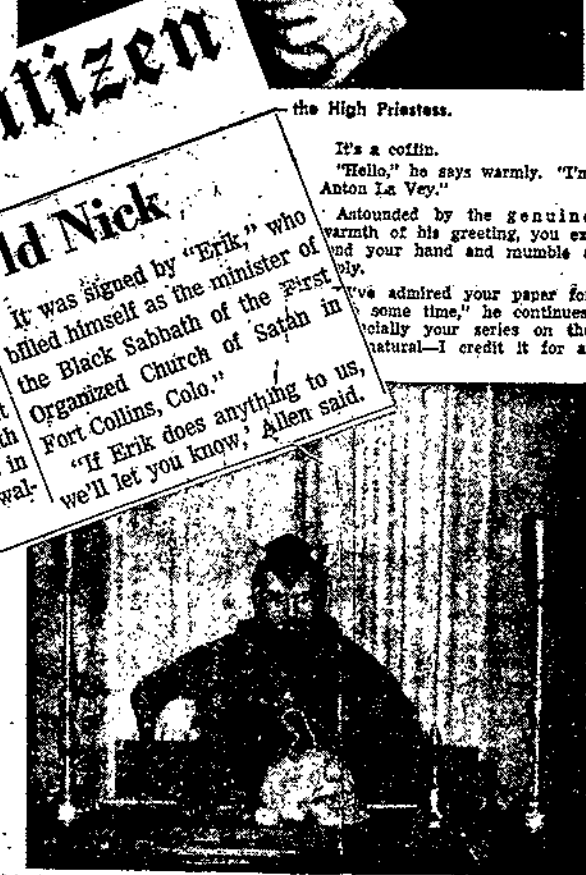 tizen
ld Nick
It was signed by "Erik," who
billed himself as the minister of
the Black Sabbath of the First
Organized Church of Satan in
Fort Collins, Colo."
"If Erik does anything to us,
we'll let you know,' Allen said.
t
th
in
wal-
the High Priestess.
It's a coffin.
"Hello," he says warmly. "I'm
Anton La Vey."
Astounded by the genuine
warmth of his greeting, you ex
nd your hand and mumble a
ply.
I've admired your paper for
some time," he continues
cially your series on the
natural—I credit it for a